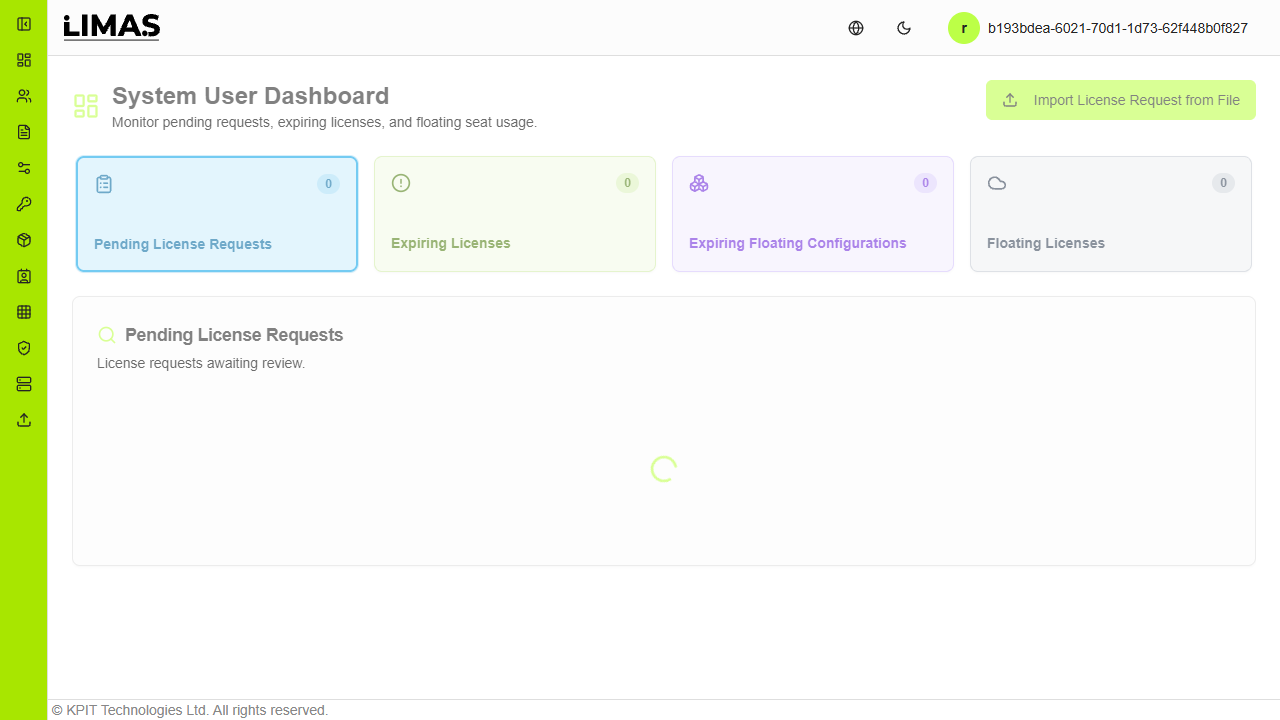 LIMAS
r
b193bdea-6021-70d1-1d73-62f448b0f827
System User Dashboard
Monitor pending requests, expiring licenses, and floating seat usage.
Import License Request from File
0
Pending License Requests
0
Expiring Licenses
0
Expiring Floating Configurations
0
Floating Licenses
Pending License Requests
License requests awaiting review.
© KPIT Technologies Ltd. All rights reserved.